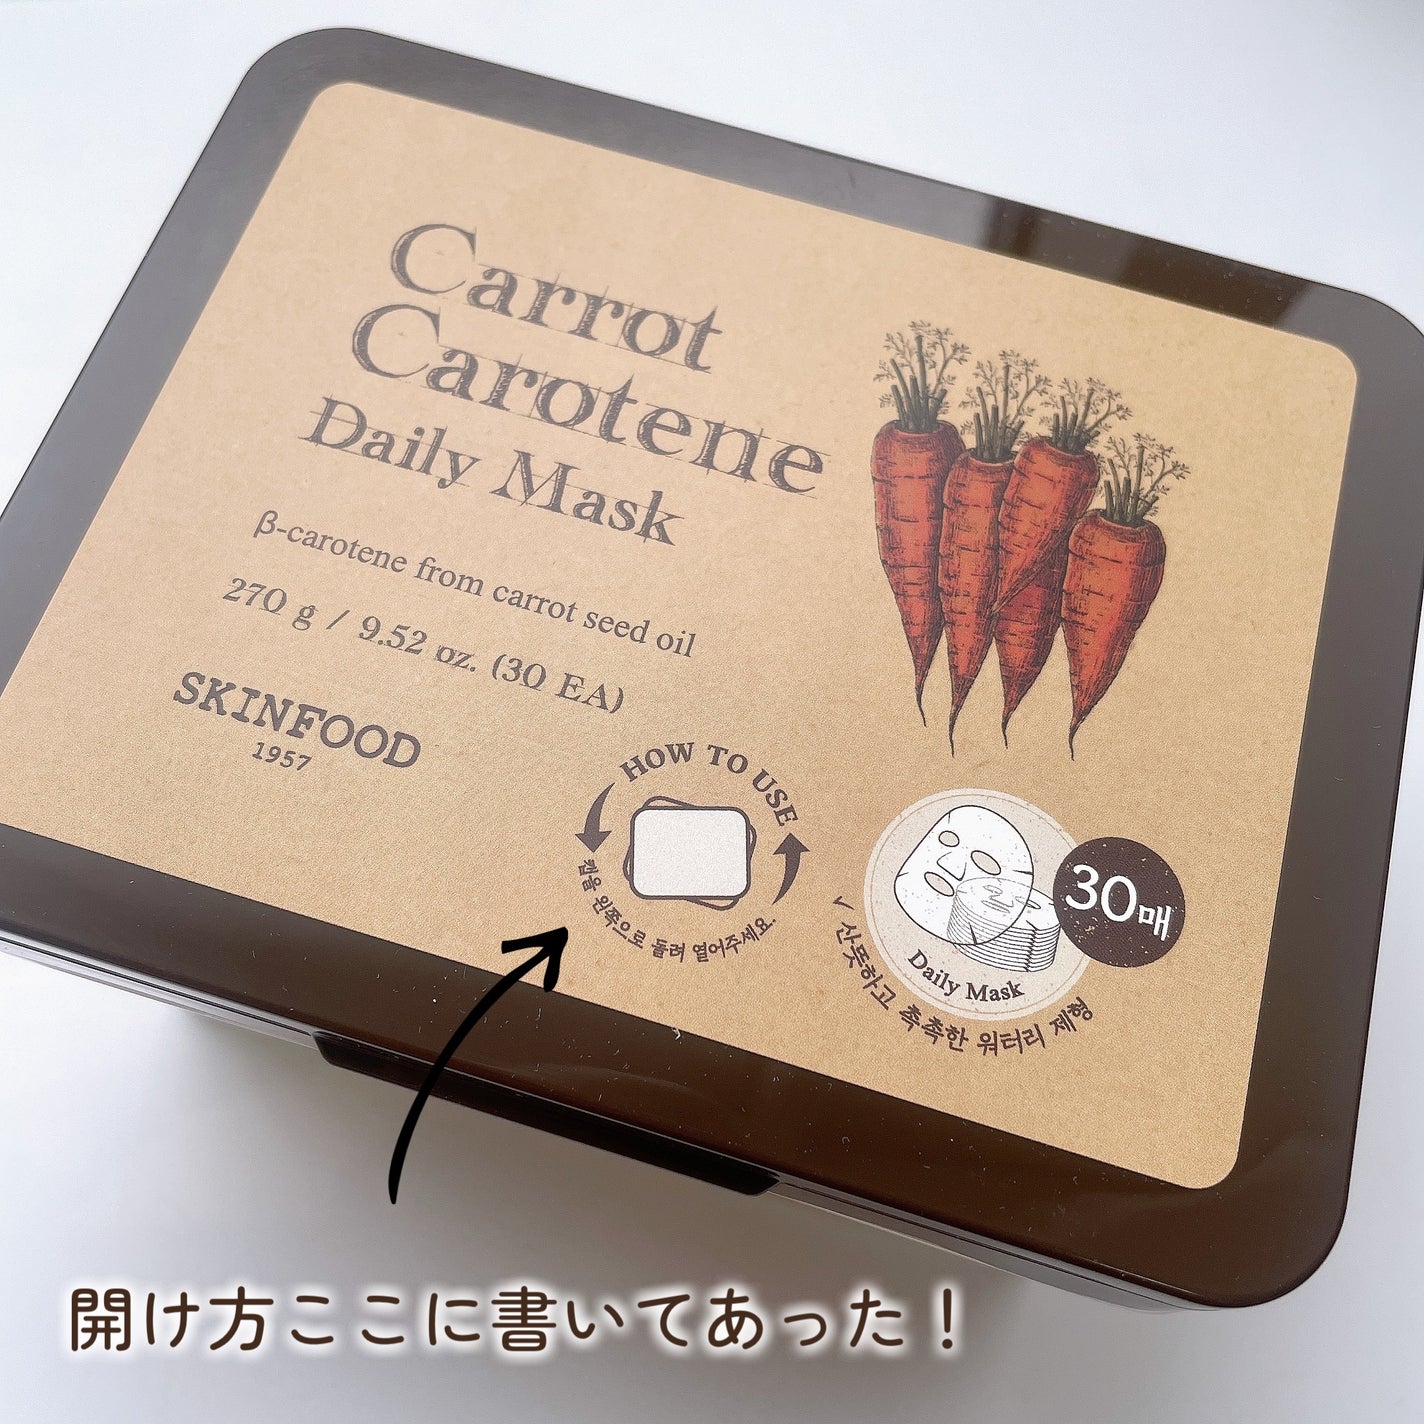 Carrot
Carotene
Daily Mask
β-carotene from carrot seed oil
270 g / 9.52 oz. (30 EA)
SKINFOOD
1957
HOW TO USE
캡을 왼쪽으로 돌려 열어주세요.
30매
Daily Mask
✓ 산뜻하고 촉촉한 워터리 제형
開け方ここに書いてあった！